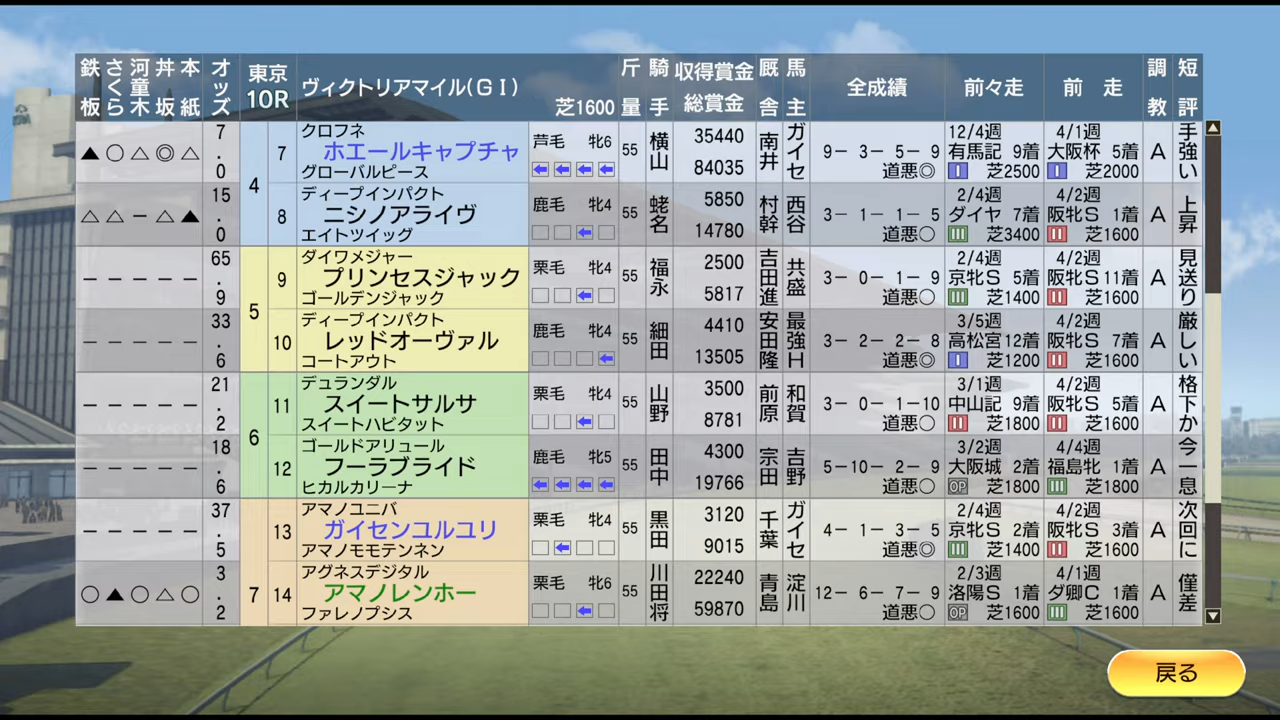 鉄板 さくら 河童木 井坂 本紙 オッズ 東京10R ヴィクトリアマイル(GⅠ) 芝1600 斤量 騎手 収得賞金 総賞金 厩舎 馬主 全成績 前々走 前走 調教 短評
▲ ○ △ ◎ △ 7.0 4 7 クロフネ 芦毛 牝6 55 横山 35440 南井 ガイセ 9-3-5-9 12/4週 4/1週 A 手強い
ホエールキャプチャ 有馬記 9着 大阪杯 5着
グローバルピース 84035 道悪◎ Ⅰ 芝2500 Ⅰ 芝2000
△ △ － △ ▲ 15.0 8 ディープインパクト 鹿毛 牝4 55 蛯名 5850 村幹 西谷 3-1-1-5 2/4週 4/2週 A 上昇
ニシノアライヴ ダイヤ 7着 阪牝S 1着
エイトツイッグ 14780 道悪○ Ⅲ 芝3400 Ⅱ 芝1600
－ － － － － 65.9 5 9 ダイワメジャー 栗毛 牝4 55 福永 2500 吉田進 共盛 3-0-1-9 2/4週 4/2週 A 見送り
プリンセスジャック 京牝S 5着 阪牝S 11着
ゴールデンジャック 5817 道悪○ Ⅲ 芝1400 Ⅱ 芝1600
－ － － － － 33.6 10 ディープインパクト 鹿毛 牝4 55 細田 4410 安田隆 最強H 3-2-2-8 3/5週 4/2週 A 厳しい
レッドオーヴァル 高松宮 12着 阪牝S 7着
コートアウト 13505 道悪◎ Ⅰ 芝1200 Ⅱ 芝1600
－ － － － － 21.2 6 11 デュランダル 栗毛 牝4 55 山野 3500 前原 和賀 3-0-1-10 3/1週 4/2週 A 格下か
スイートサルサ 中山記 9着 阪牝S 5着
スイートハビタット 8781 道悪○ Ⅱ 芝1800 Ⅱ 芝1600
－ － － － － 18.6 12 ゴールドアリュール 鹿毛 牝5 55 田中 4300 宗田 吉野 5-10-2-9 3/2週 4/4週 A 今一息
フーラブライド 大阪城 2着 福島牝 1着
ヒカルカリーナ 19766 道悪○ OP 芝1800 Ⅲ 芝1800
－ － － － － 37.5 7 13 アマノユニバ 栗毛 牝4 55 黒田 3120 千葉 ガイセ 4-1-3-5 2/4週 4/2週 A 次回に
ガイセンユルユリ 京牝S 2着 阪牝S 3着
アマノモモテンネン 9015 道悪◎ Ⅲ 芝1400 Ⅱ 芝1600
○ ▲ ○ △ ○ 3.2 14 アグネスデジタル 栗毛 牝6 55 川田将 22240 青島 淀川 12-6-7-9 2/3週 4/1週 A 僅差
アマノレンホー 洛陽S 1着 ダ卿C 1着
ファレノプシス 59870 道悪○ OP 芝1600 Ⅲ 芝1600
戻る